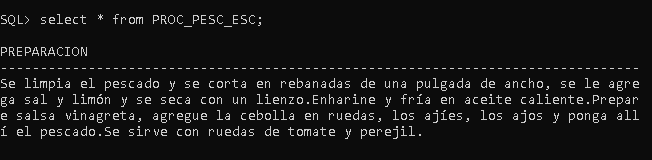 SQL> select * from PROC_PESC_ESC;
PREPARACION
--------------------------------------------------------------------------------
Se limpia el pescado y se corta en rebanadas de una pulgada de ancho, se le agre
ga sal y limón y se seca con un lienzo.Enharine y fría en aceite caliente.Prepar
e salsa vinagreta, agregue la cebolla en ruedas, los ajíes, los ajos y ponga all
í el pescado.Se sirve con ruedas de tomate y perejil.